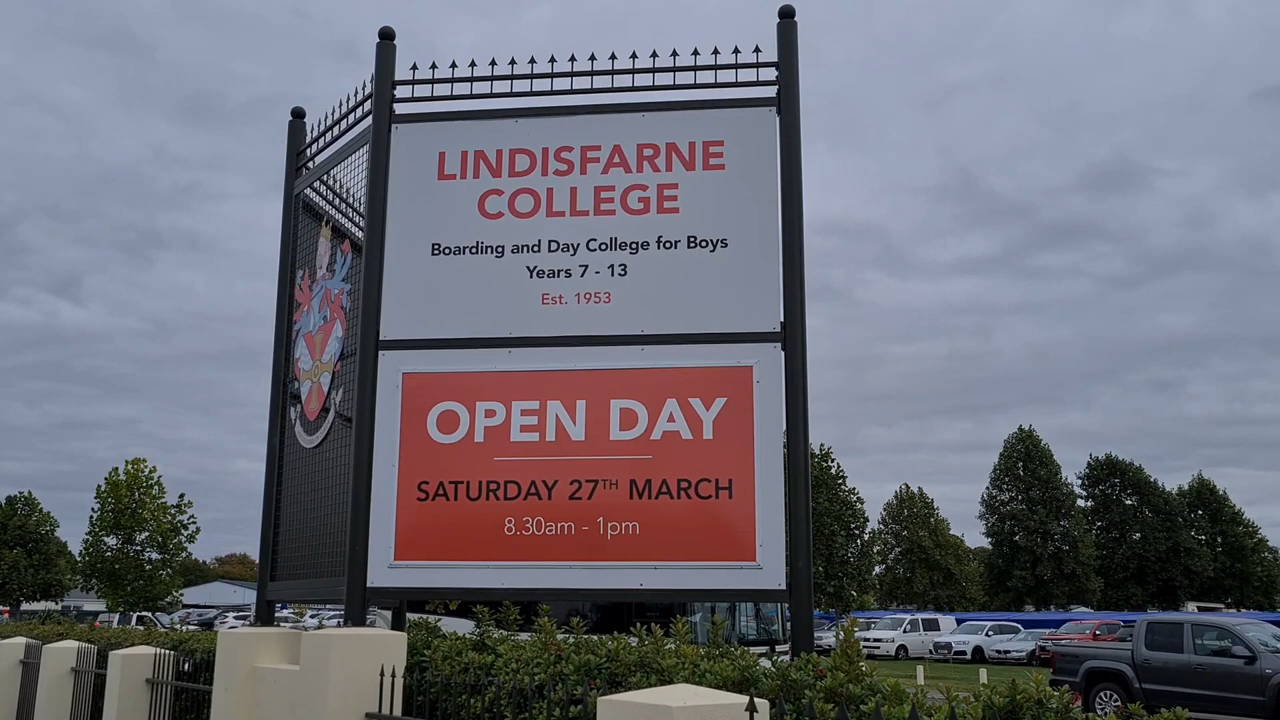 LINDISFARNE
COLLEGE
Boarding and Day College for Boys
Years 7 - 13
Est. 1953
OPEN DAY
SATURDAY 27TH MARCH
8.30am - 1pm